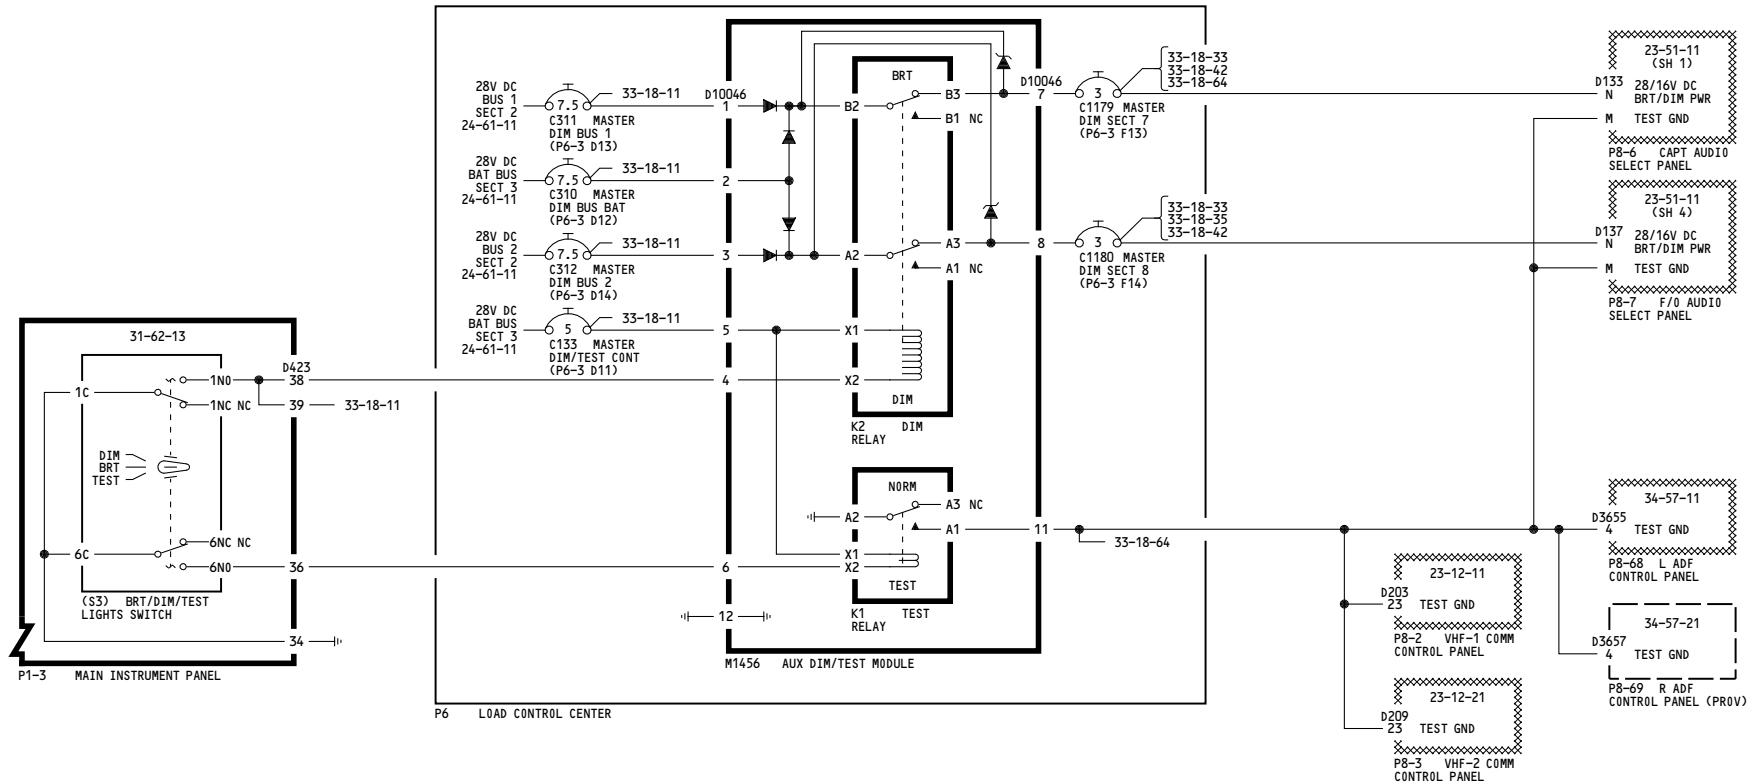 31-62-13
D423
1NO
38
1C
1NC NC
39
33-18-11
DIM
BRT
TEST
6NC NC
6C
6NO
36
(S3) BRT/DIM/TEST
LIGHTS SWITCH
34
P1-3 MAIN INSTRUMENT PANEL
28V DC
BUS 1
SECT 2
24-61-11
7.5
33-18-11
C311 MASTER
DIM BUS 1
(P6-3 D13)
28V DC
BAT BUS
SECT 3
24-61-11
7.5
33-18-11
C310 MASTER
DIM BUS BAT
(P6-3 D12)
28V DC
BUS 2
SECT 2
24-61-11
7.5
33-18-11
C312 MASTER
DIM BUS 2
(P6-3 D14)
28V DC
BAT BUS
SECT 3
24-61-11
5
33-18-11
C133 MASTER
DIM/TEST CONT
(P6-3 D11)
D10046
1
2
3
5
4
6
12
BRT
B2
B3
B1 NC
A2
A3
A1 NC
X1
X2
DIM
K2 DIM
RELAY
NORM
A3 NC
A2
A1
X1
X2
TEST
K1 TEST
RELAY
M1456 AUX DIM/TEST MODULE
P6 LOAD CONTROL CENTER
D10046
7
8
11
3
33-18-33
33-18-42
33-18-64
C1179 MASTER
DIM SECT 7
(P6-3 F13)
3
33-18-33
33-18-35
33-18-42
C1180 MASTER
DIM SECT 8
(P6-3 F14)
33-18-64
23-51-11
(SH 1)
D133
N 28/16V DC
BRT/DIM PWR
M TEST GND
P8-6 CAPT AUDIO
SELECT PANEL
23-51-11
(SH 4)
D137
N 28/16V DC
BRT/DIM PWR
M TEST GND
P8-7 F/O AUDIO
SELECT PANEL
34-57-11
D3655
4 TEST GND
P8-68 L ADF
CONTROL PANEL
23-12-11
D203
23 TEST GND
P8-2 VHF-1 COMM
CONTROL PANEL
34-57-21
D3657
4 TEST GND
P8-69 R ADF
CONTROL PANEL (PROV)
23-12-21
D209
23 TEST GND
P8-3 VHF-2 COMM
CONTROL PANEL